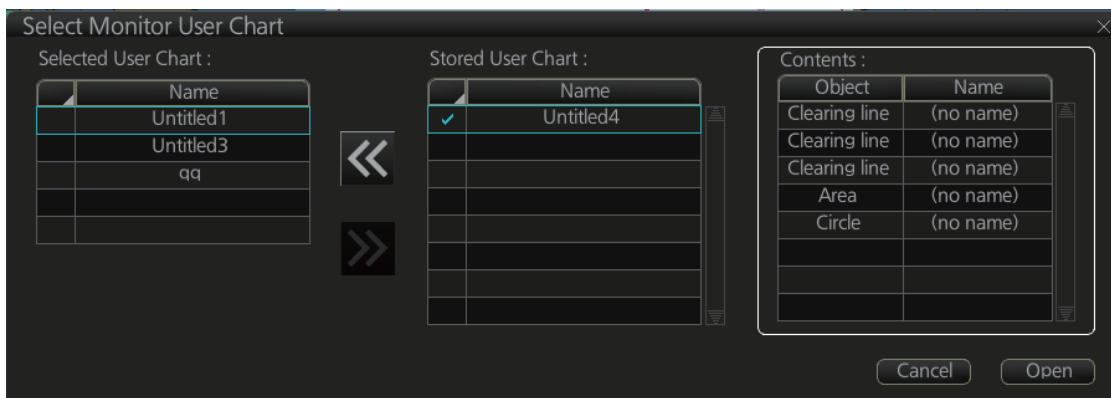 Select Monitor User Chart
Selected User Chart :
Name
Untitled1
Untitled3
qq
Stored User Chart :
Name
Untitled4
Contents :
Object Name
Clearing line (no name)
Clearing line (no name)
Clearing line (no name)
Area (no name)
Circle (no name)
Cancel Open